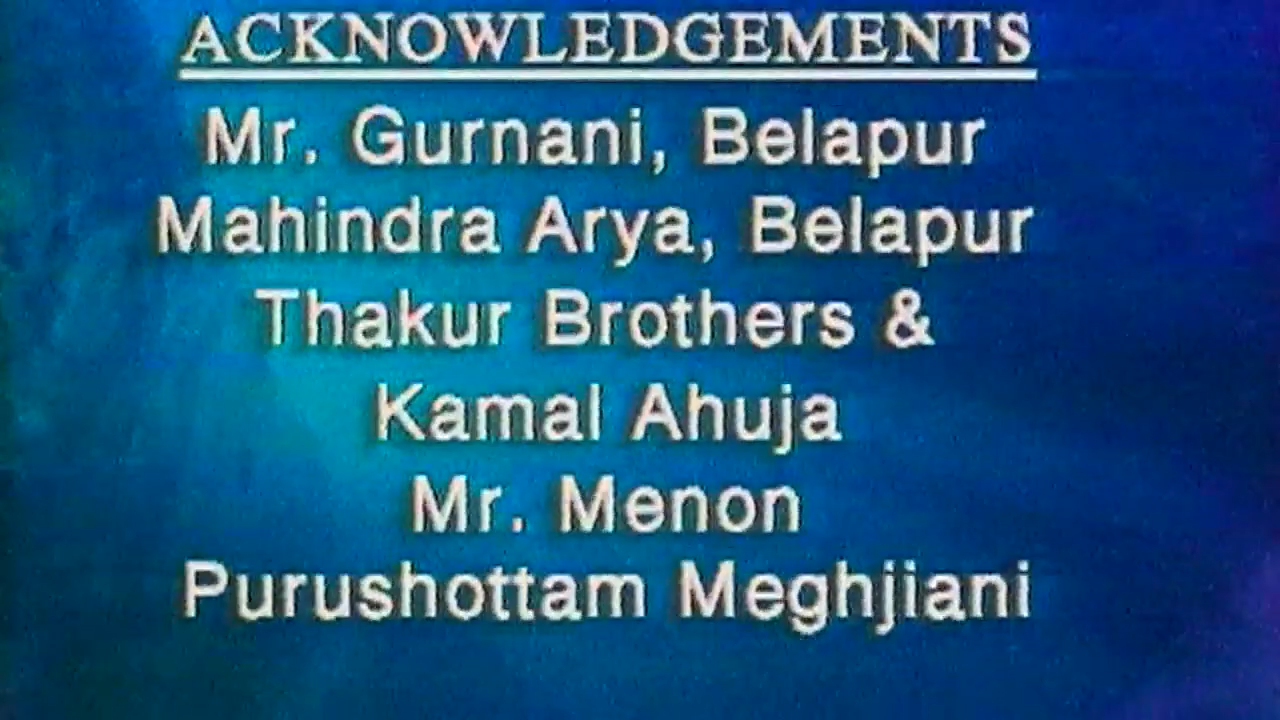 ACKNOWLEDGEMENTS
Mr. Gurnani, Belapur
Mahindra Arya, Belapur
Thakur Brothers &
Kamal Ahuja
Mr. Menon
Purushottam Meghjiani